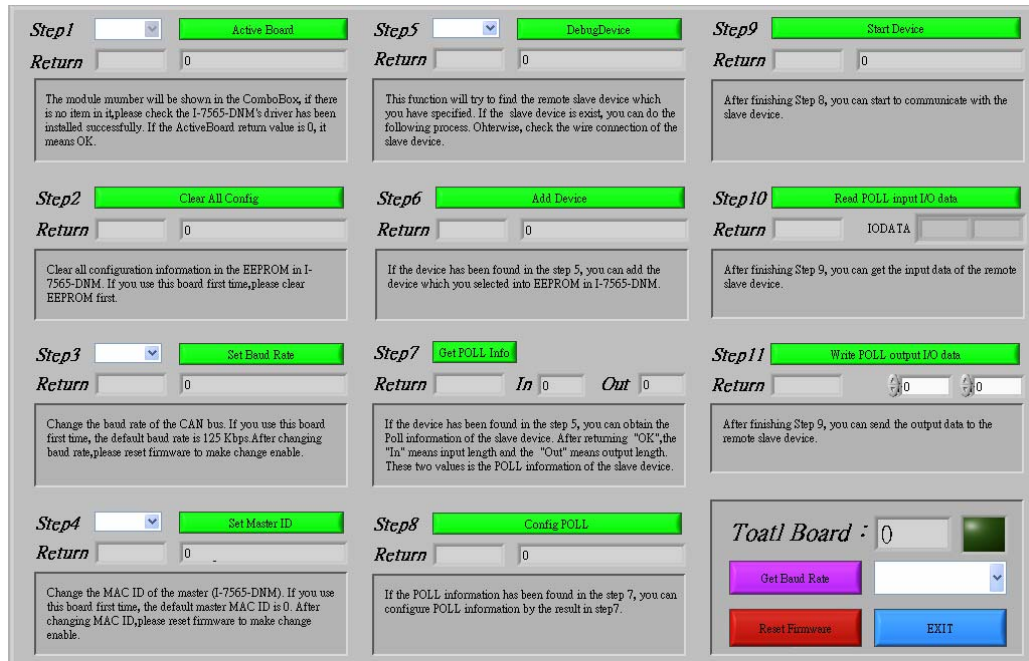 Step1
Active Board
Return
0
The module mumber will be shown in the ComboBox, if there
is no item in it,please check the I-7565-DNM's driver has been
installed successfully. If the ActiveBoard return value is 0, it
means OK.
Step2
Clear All Config
Return
0
Clear all configuration information in the EEPROM in I-
7565-DNM. If you use this board first time,please clear
EEPROM first.
Step3
Set Baud Rate
Return
0
Change the baud rate of the CAN bus. If you use this board
first time, the default baud rate is 125 Kbps.After changing
baud rate,please reset firmware to make change enable.
Step4
Set Master ID
Return
0
Change the MAC ID of the master (I-7565-DNM). If you use
this board first time, the default master MAC ID is 0. After
changing MAC ID,please reset firmware to make change
enable.
Step5
DebugDevice
Return
0
This function will try to find the remote slave device which
you have specified. If the slave device is exist, you can do the
following process. Ohterwise, check the wire connection of the
slave device.
Step6
Add Device
Return
0
If the device has been found in the step 5, you can add the
device which you selected into EEPROM in I-7565-DNM.
Step7
Get POLL Info
Return In 0 Out 0
If the device has been found in the step 5, you can obtain the
Poll information of the slave device. After returning "OK",the
"In" means input length and the "Out" means output length.
These two values is the POLL information of the slave device.
Step8
Config POLL
Return
0
If the POLL information has been found in the step 7, you can
configure POLL information by the result in step7.
Step9
Start Device
Return
0
After finishing Step 8, you can start to communicate with the
slave device.
Step10
Read POLL input I/O data
Return IODATA
After finishing Step 9, you can get the input data of the remote
slave device.
Step11
Write POLL output I/O data
Return 0 0
After finishing Step 9, you can send the output data to the
remote slave device.
Toatl Board : 0
Get Baud Rate
Reset Firmware
EXIT